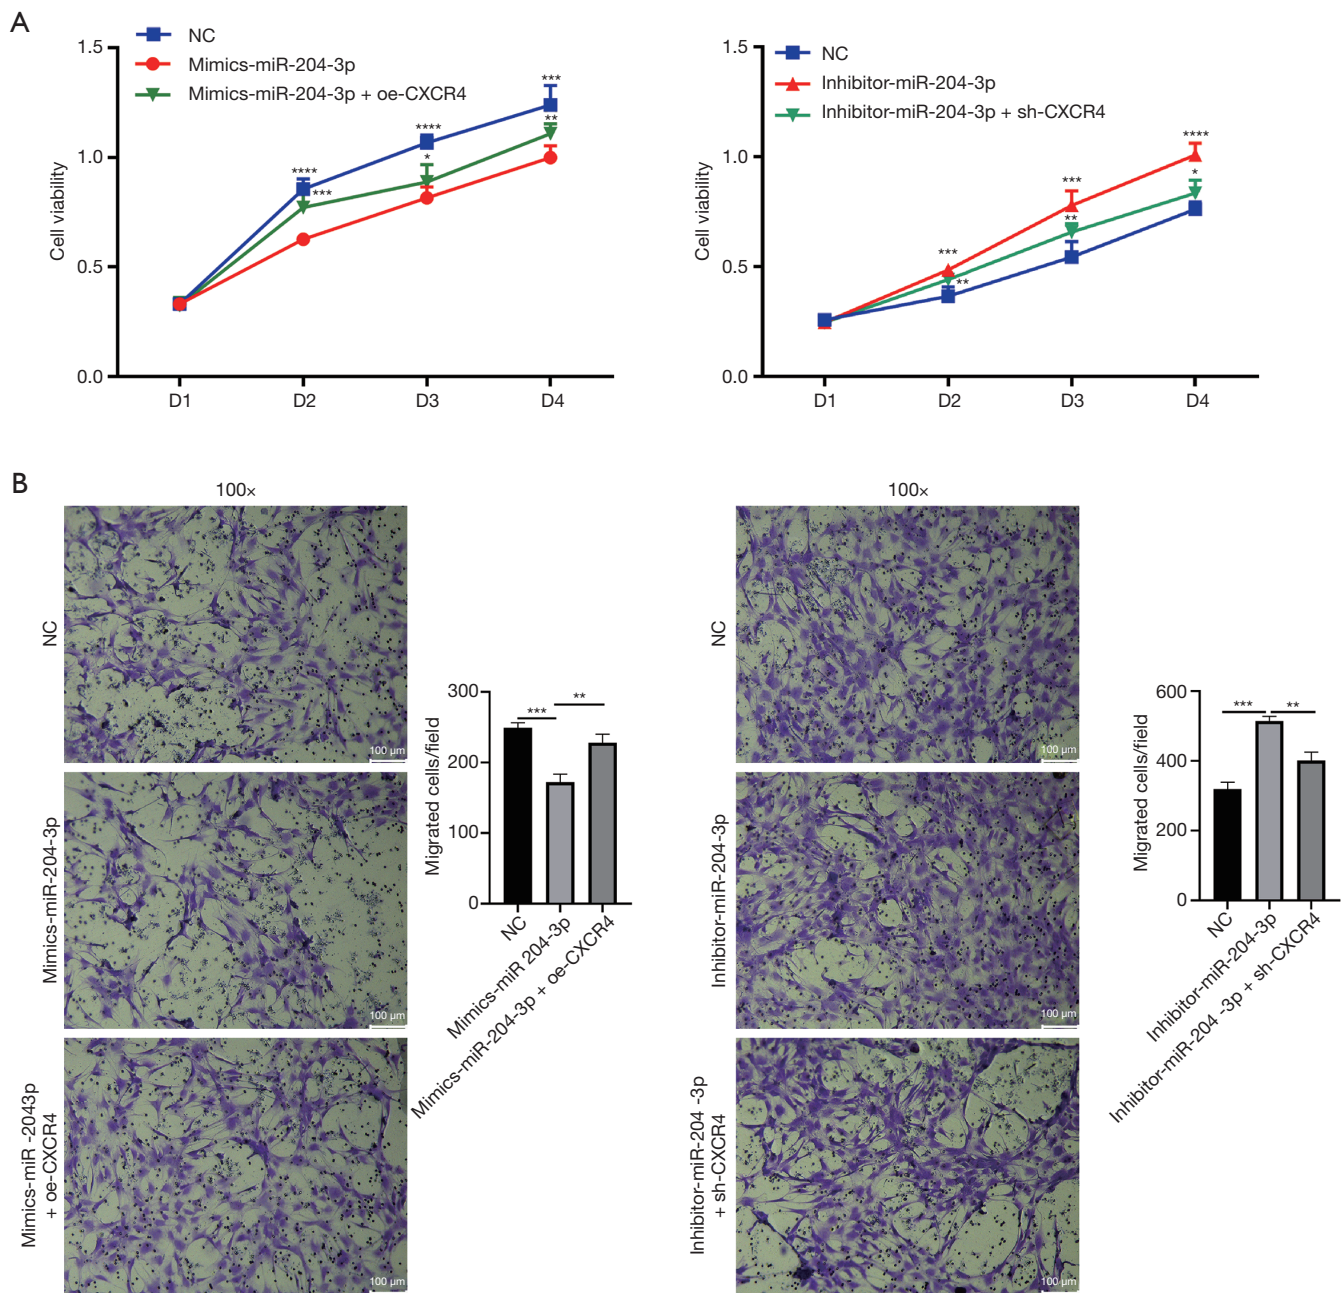 A
NC
Mimics-miR-204-3p
Mimics-miR-204-3p + oe-CXCR4
Cell viability
1.5
1.0
0.5
0.0
****
***
****
*
***
**
D1
D2
D3
D4
NC
Inhibitor-miR-204-3p
Inhibitor-miR-204-3p + sh-CXCR4
Cell viability
1.5
1.0
0.5
0.0
***
**
***
**
****
*
D1
D2
D3
D4
B
100×
NC
100 µm
Mimics-miR-204-3p
100 µm
Mimics-miR -2043p
+ oe-CXCR4
100 µm
Migrated cells/field
300
200
100
0
***
**
NC
Mimics-miR 204-3p
Mimics-miR-204-3p + oe-CXCR4
100×
NC
100 µm
Inhibitor-miR-204-3p
100 µm
Inhibitor-miR-204 -3p
+ sh-CXCR4
100 µm
Migrated cells/field
600
400
200
0
***
**
NC
Inhibitor-miR-204-3p
Inhibitor-miR-204 -3p + sh-CXCR4